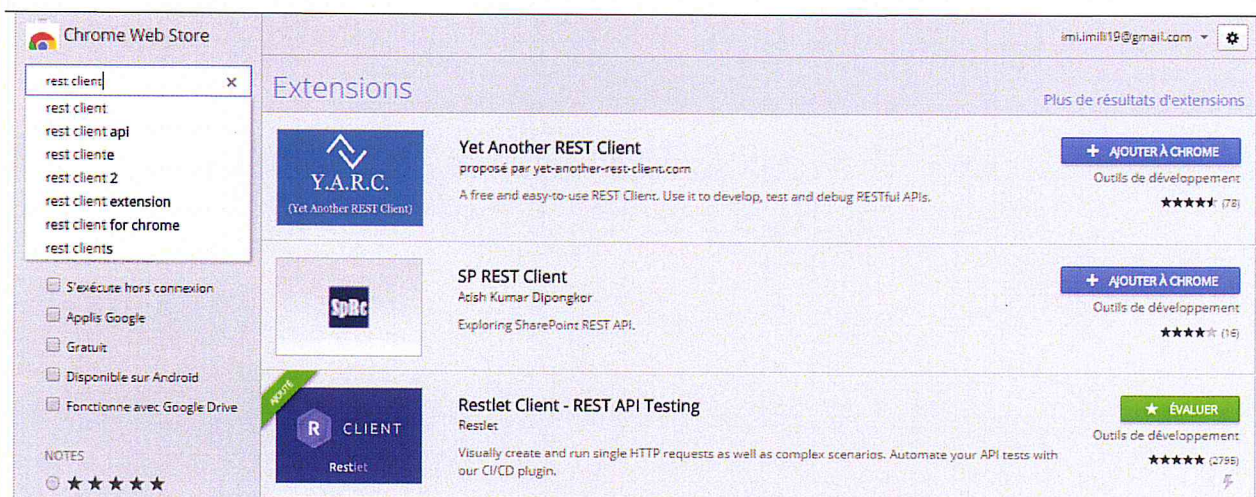 Chrome Web Store
imi.imili19@gmail.com
rest client
rest client
rest client api
rest cliente
rest client 2
rest client extension
rest client for chrome
rest clients
S'exécute hors connexion
Applis Google
Gratuit
Disponible sur Android
Fonctionne avec Google Drive
NOTES
Extensions
Plus de résultats d'extensions
Y.A.R.C.
(Yet Another REST Client)
Yet Another REST Client
proposé par yet-another-rest-client.com
A free and easy-to-use REST Client. Use it to develop, test and debug RESTful APIs.
+ AJOUTER À CHROME
Outils de développement
(78)
SpRc
SP REST Client
Atish Kumar Dipongkor
Exploring SharePoint REST API.
+ AJOUTER À CHROME
Outils de développement
(16)
AJOUTÉ
R CLIENT
Restlet
Restlet Client - REST API Testing
Restlet
Visually create and run single HTTP requests as well as complex scenarios. Automate your API tests with
our CI/CD plugin.
ÉVALUER
Outils de développement
(2795)